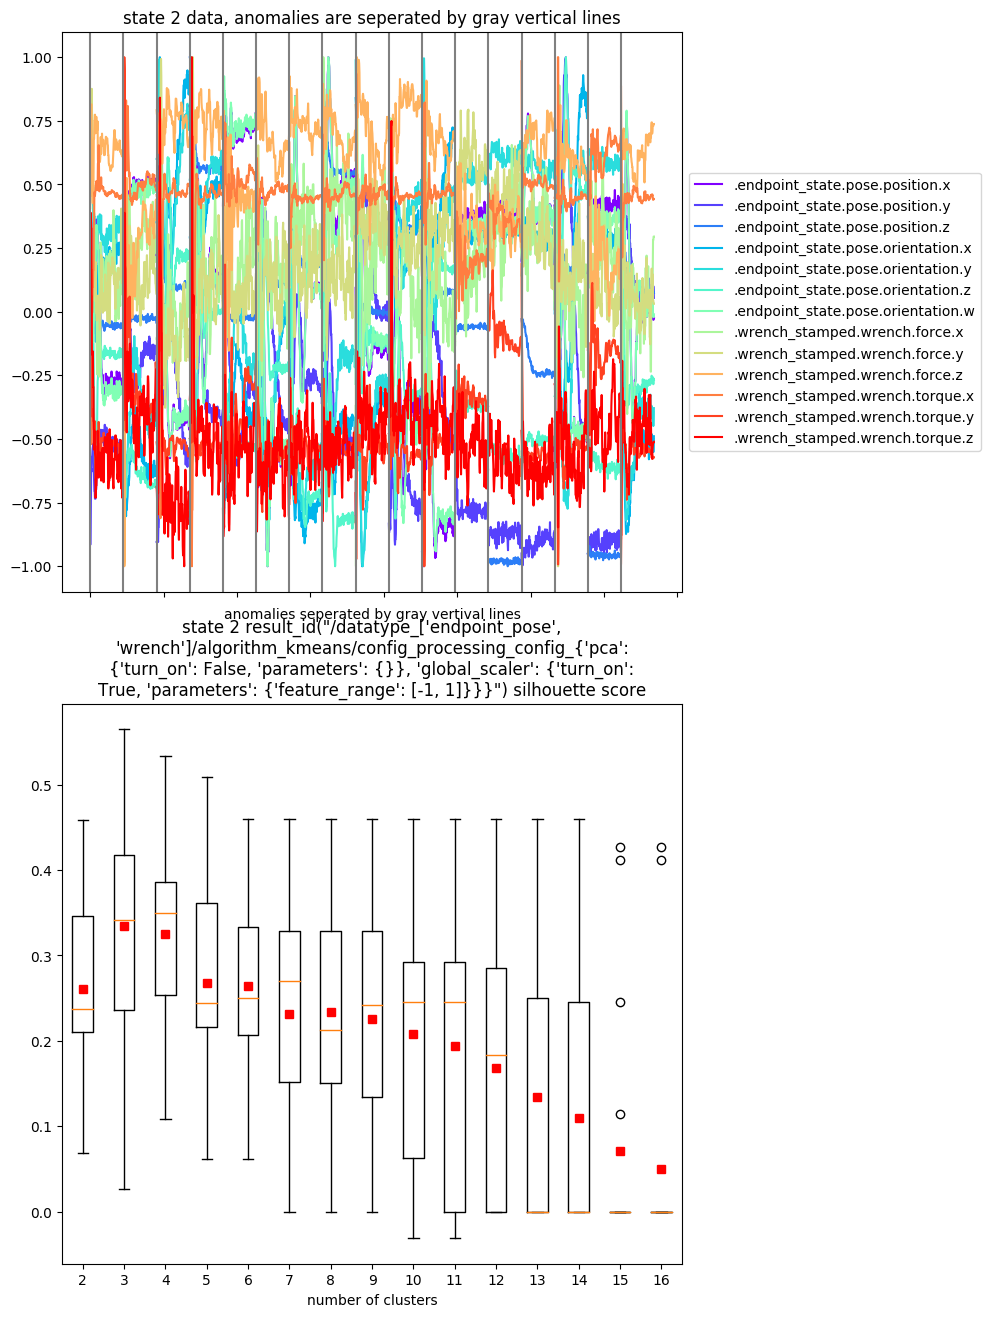 state 2 data, anomalies are seperated by gray vertical lines
1.00
0.75
0.50
0.25
0.00
−0.25
−0.50
−0.75
−1.00
.endpoint_state.pose.position.x
.endpoint_state.pose.position.y
.endpoint_state.pose.position.z
.endpoint_state.pose.orientation.x
.endpoint_state.pose.orientation.y
.endpoint_state.pose.orientation.z
.endpoint_state.pose.orientation.w
.wrench_stamped.wrench.force.x
.wrench_stamped.wrench.force.y
.wrench_stamped.wrench.force.z
.wrench_stamped.wrench.torque.x
.wrench_stamped.wrench.torque.y
.wrench_stamped.wrench.torque.z
anomalies seperated by gray vertival lines
state 2 result_id("/datatype_['endpoint_pose',
'wrench']/algorithm_kmeans/config_processing_config_{'pca':
{'turn_on': False, 'parameters': {}}, 'global_scaler': {'turn_on':
True, 'parameters': {'feature_range': [-1, 1]}}}") silhouette score
0.5
0.4
0.3
0.2
0.1
0.0
2 3 4 5 6 7 8 9 10 11 12 13 14 15 16
number of clusters